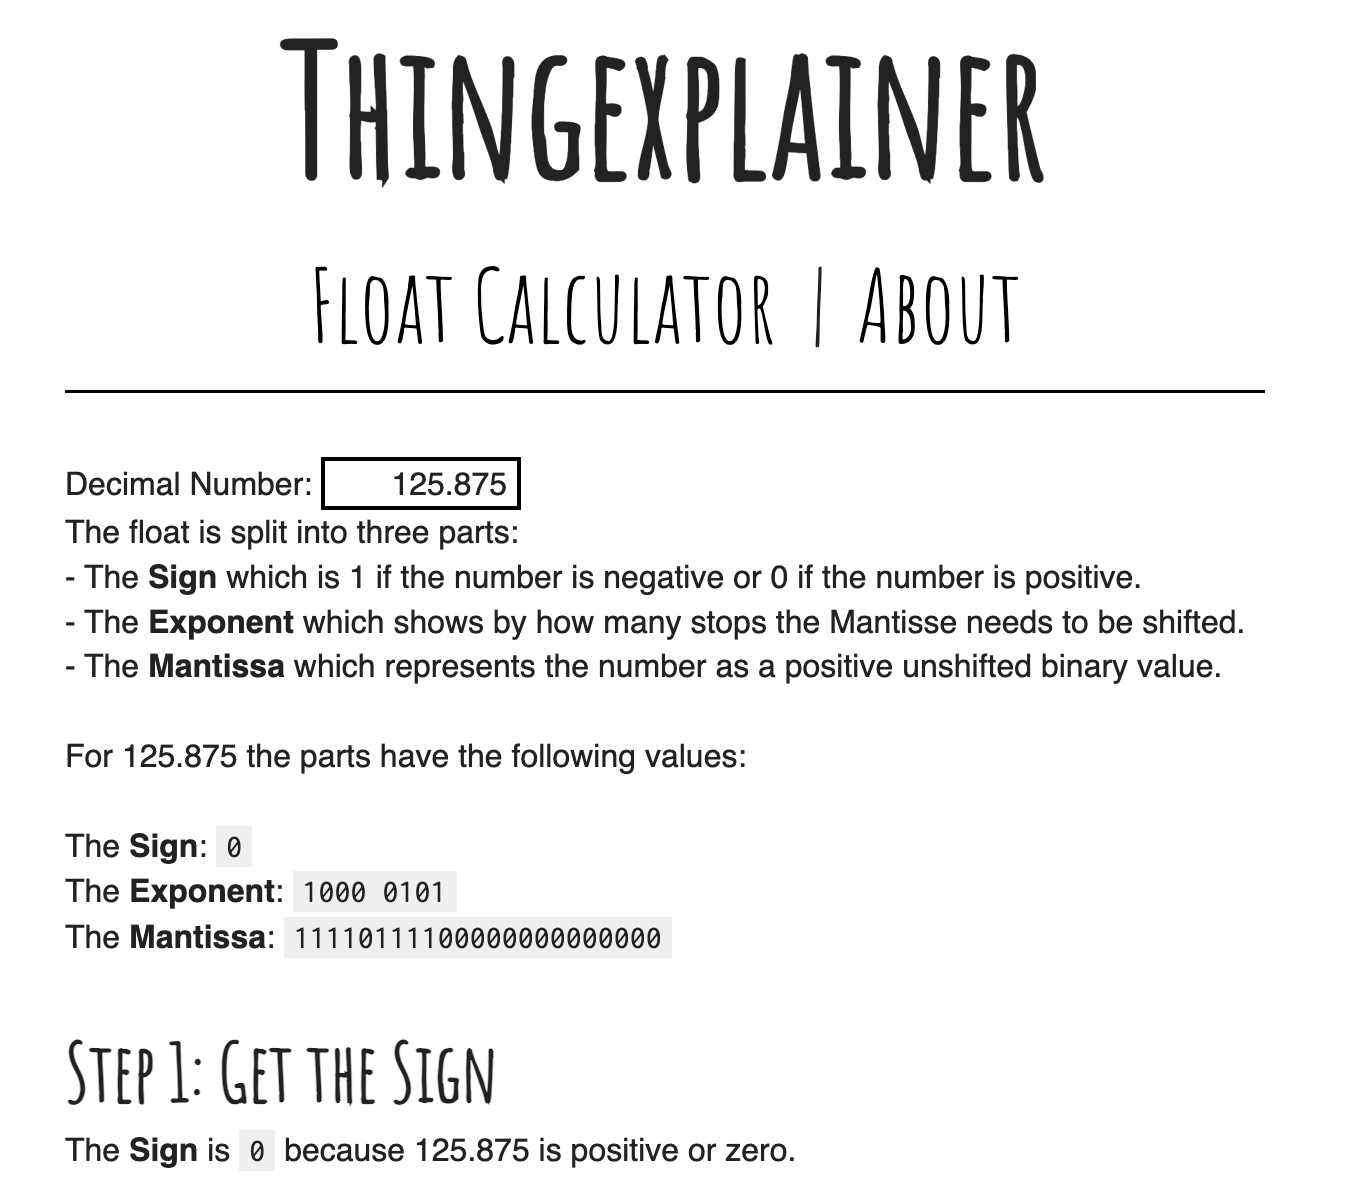 Thingexplainer
Float Calculator | About
Decimal Number: 125.875
The float is split into three parts:
- The Sign which is 1 if the number is negative or 0 if the number is positive.
- The Exponent which shows by how many stops the Mantisse needs to be shifted.
- The Mantissa which represents the number as a positive unshifted binary value.
For 125.875 the parts have the following values:
The Sign: 0
The Exponent: 1000 0101
The Mantissa: 11110111100000000000000
Step 1: Get the Sign
The Sign is 0 because 125.875 is positive or zero.